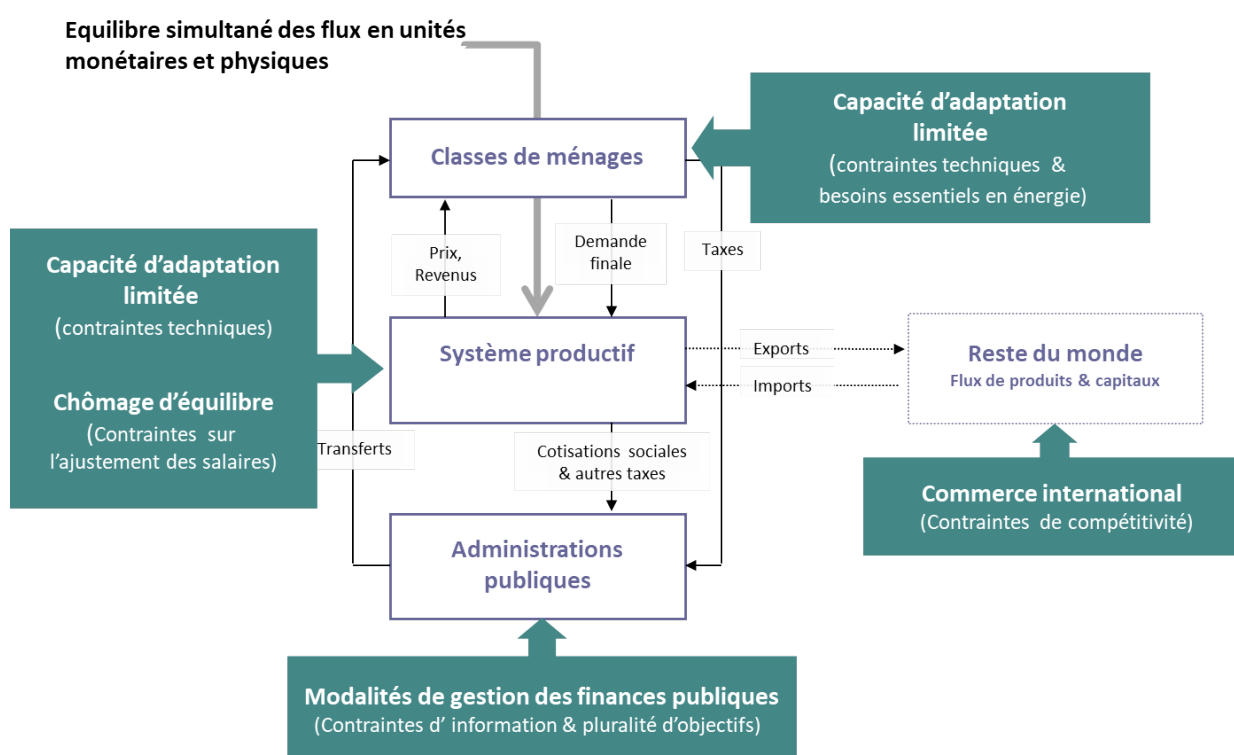 Equilibre simultané des flux en unités
monétaires et physiques
Capacité d'adaptation
limitée
(contraintes techniques &
besoins essentiels en énergie)
Classes de ménages
Prix,
Revenus
Demande
finale
Taxes
Capacité d'adaptation
limitée
(contraintes techniques)
Chômage d'équilibre
(Contraintes sur
l'ajustement des salaires)
Système productif
Exports
Imports
Reste du monde
Flux de produits & capitaux
Transferts
Cotisations sociales
& autres taxes
Commerce international
(Contraintes de compétitivité)
Administrations
publiques
Modalités de gestion des finances publiques
(Contraintes d' information & pluralité d'objectifs)